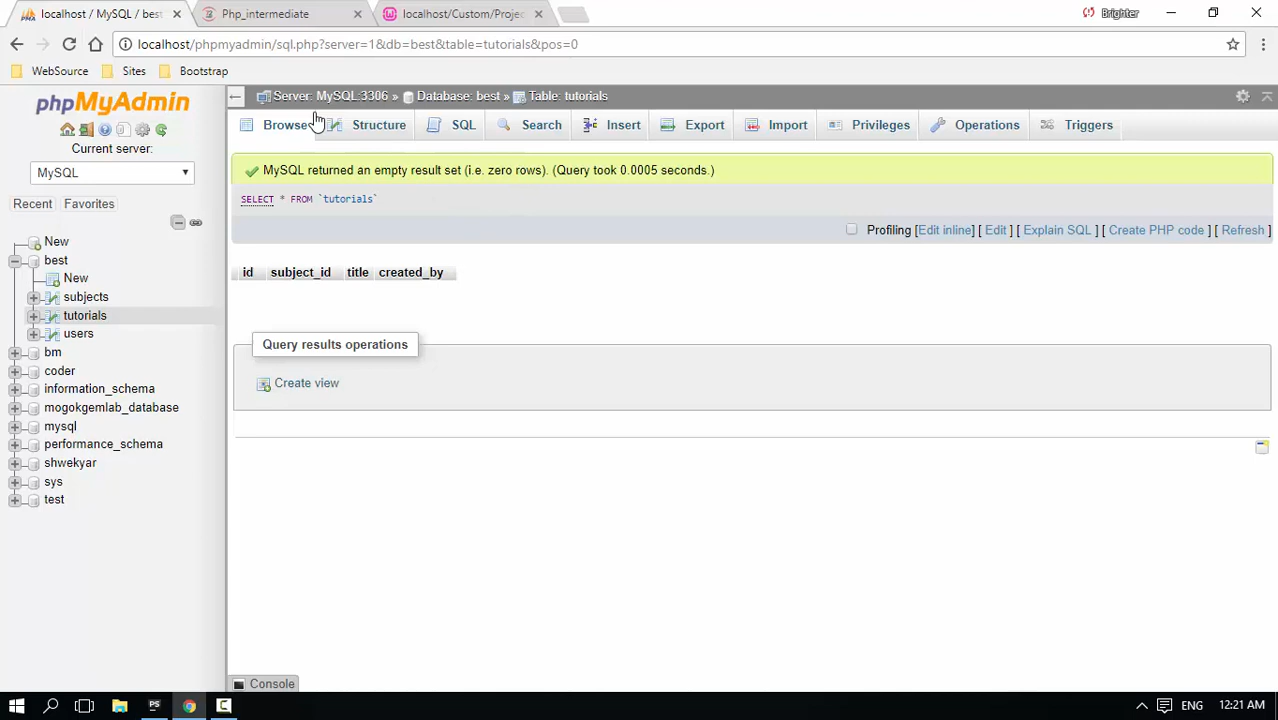 localhost / MySQL / bes
Php_intermediate
localhost/Custom/Proje
Brighter
localhost/phpmyadmin/sql.php?server=1&db=best&table=tutorials&pos=0
WebSource
Sites
Bootstrap
phpMyAdmin
Server: MySQL:3306 » Database: best » Table: tutorials
Browse
Structure
SQL
Search
Insert
Export
Import
Privileges
Operations
Triggers
Current server:
MySQL
Recent
Favorites
MySQL returned an empty result set (i.e. zero rows). (Query took 0.0005 seconds.)
SELECT * FROM `tutorials`
Profiling [Edit inline] [ Edit ] [ Explain SQL ] [ Create PHP code ] [ Refresh ]
id subject_id title created_by
Query results operations
Create view
New
best
New
subjects
tutorials
users
bm
coder
information_schema
mogokgemlab_database
mysql
performance_schema
shwekyar
sys
test
Console
PS
ENG
12:21 AM